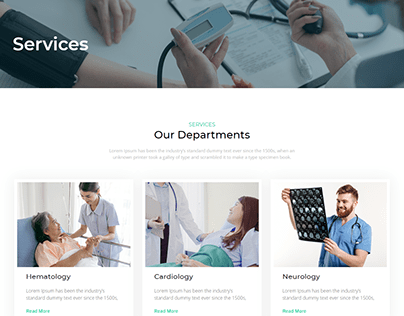 Services
SERVICES
Our Departments
Lorem Ipsum has been the industry's standard dummy text ever since the 1500s, when an
unknown printer took a galley of type and scrambled it to make a type specimen book.
Hematology
Lorem Ipsum has been the industry's
standard dummy text ever since the 1500s,
Read More
Cardiology
Lorem Ipsum has been the industry's
standard dummy text ever since the 1500s,
Read More
Neurology
Lorem Ipsum has been the industry's
standard dummy text ever since the 1500s,
Read More